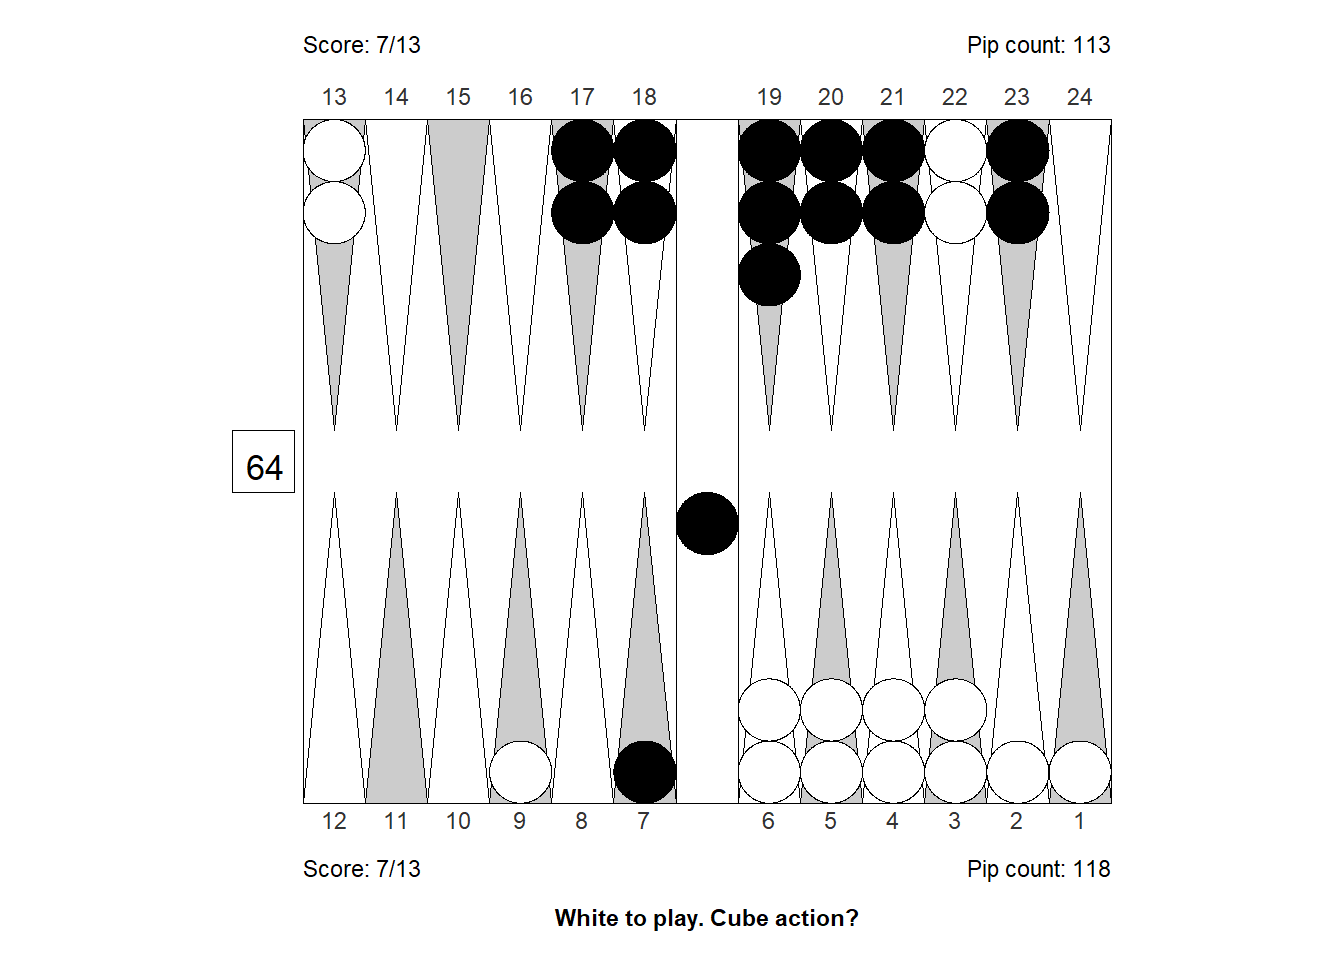 Score: 7/13 Pip count: 113
13 14 15 16 17 18 19 20 21 22 23 24
64
12 11 10 9 8 7 6 5 4 3 2 1
Score: 7/13 Pip count: 118
White to play. Cube action?